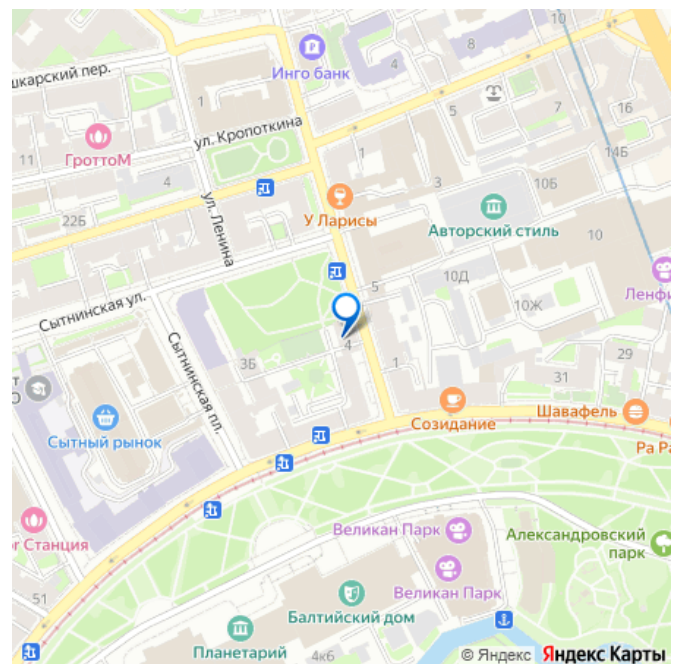 10
8
шкарский пер.
Инго банк
4
1
5
7
16
ул. Кропоткина
ГроттоМ
11
1
14Б
4
3
10Б
22Б
ул. Ленина
У Ларисы
Авторский стиль
10
Ленфи
5
10Д
10Ж
Сытнинская ул.
Сытнинская пл.
3Б
4
1
29
31
т
О
Сытный рынок
Созидание
Шавафель
Ра Ра
Великан Парк
Александровский
парк
ог Станция
Великан Парк
51
Балтийский дом
Планетарий
4к6
© Яндекс Яндекс Карты